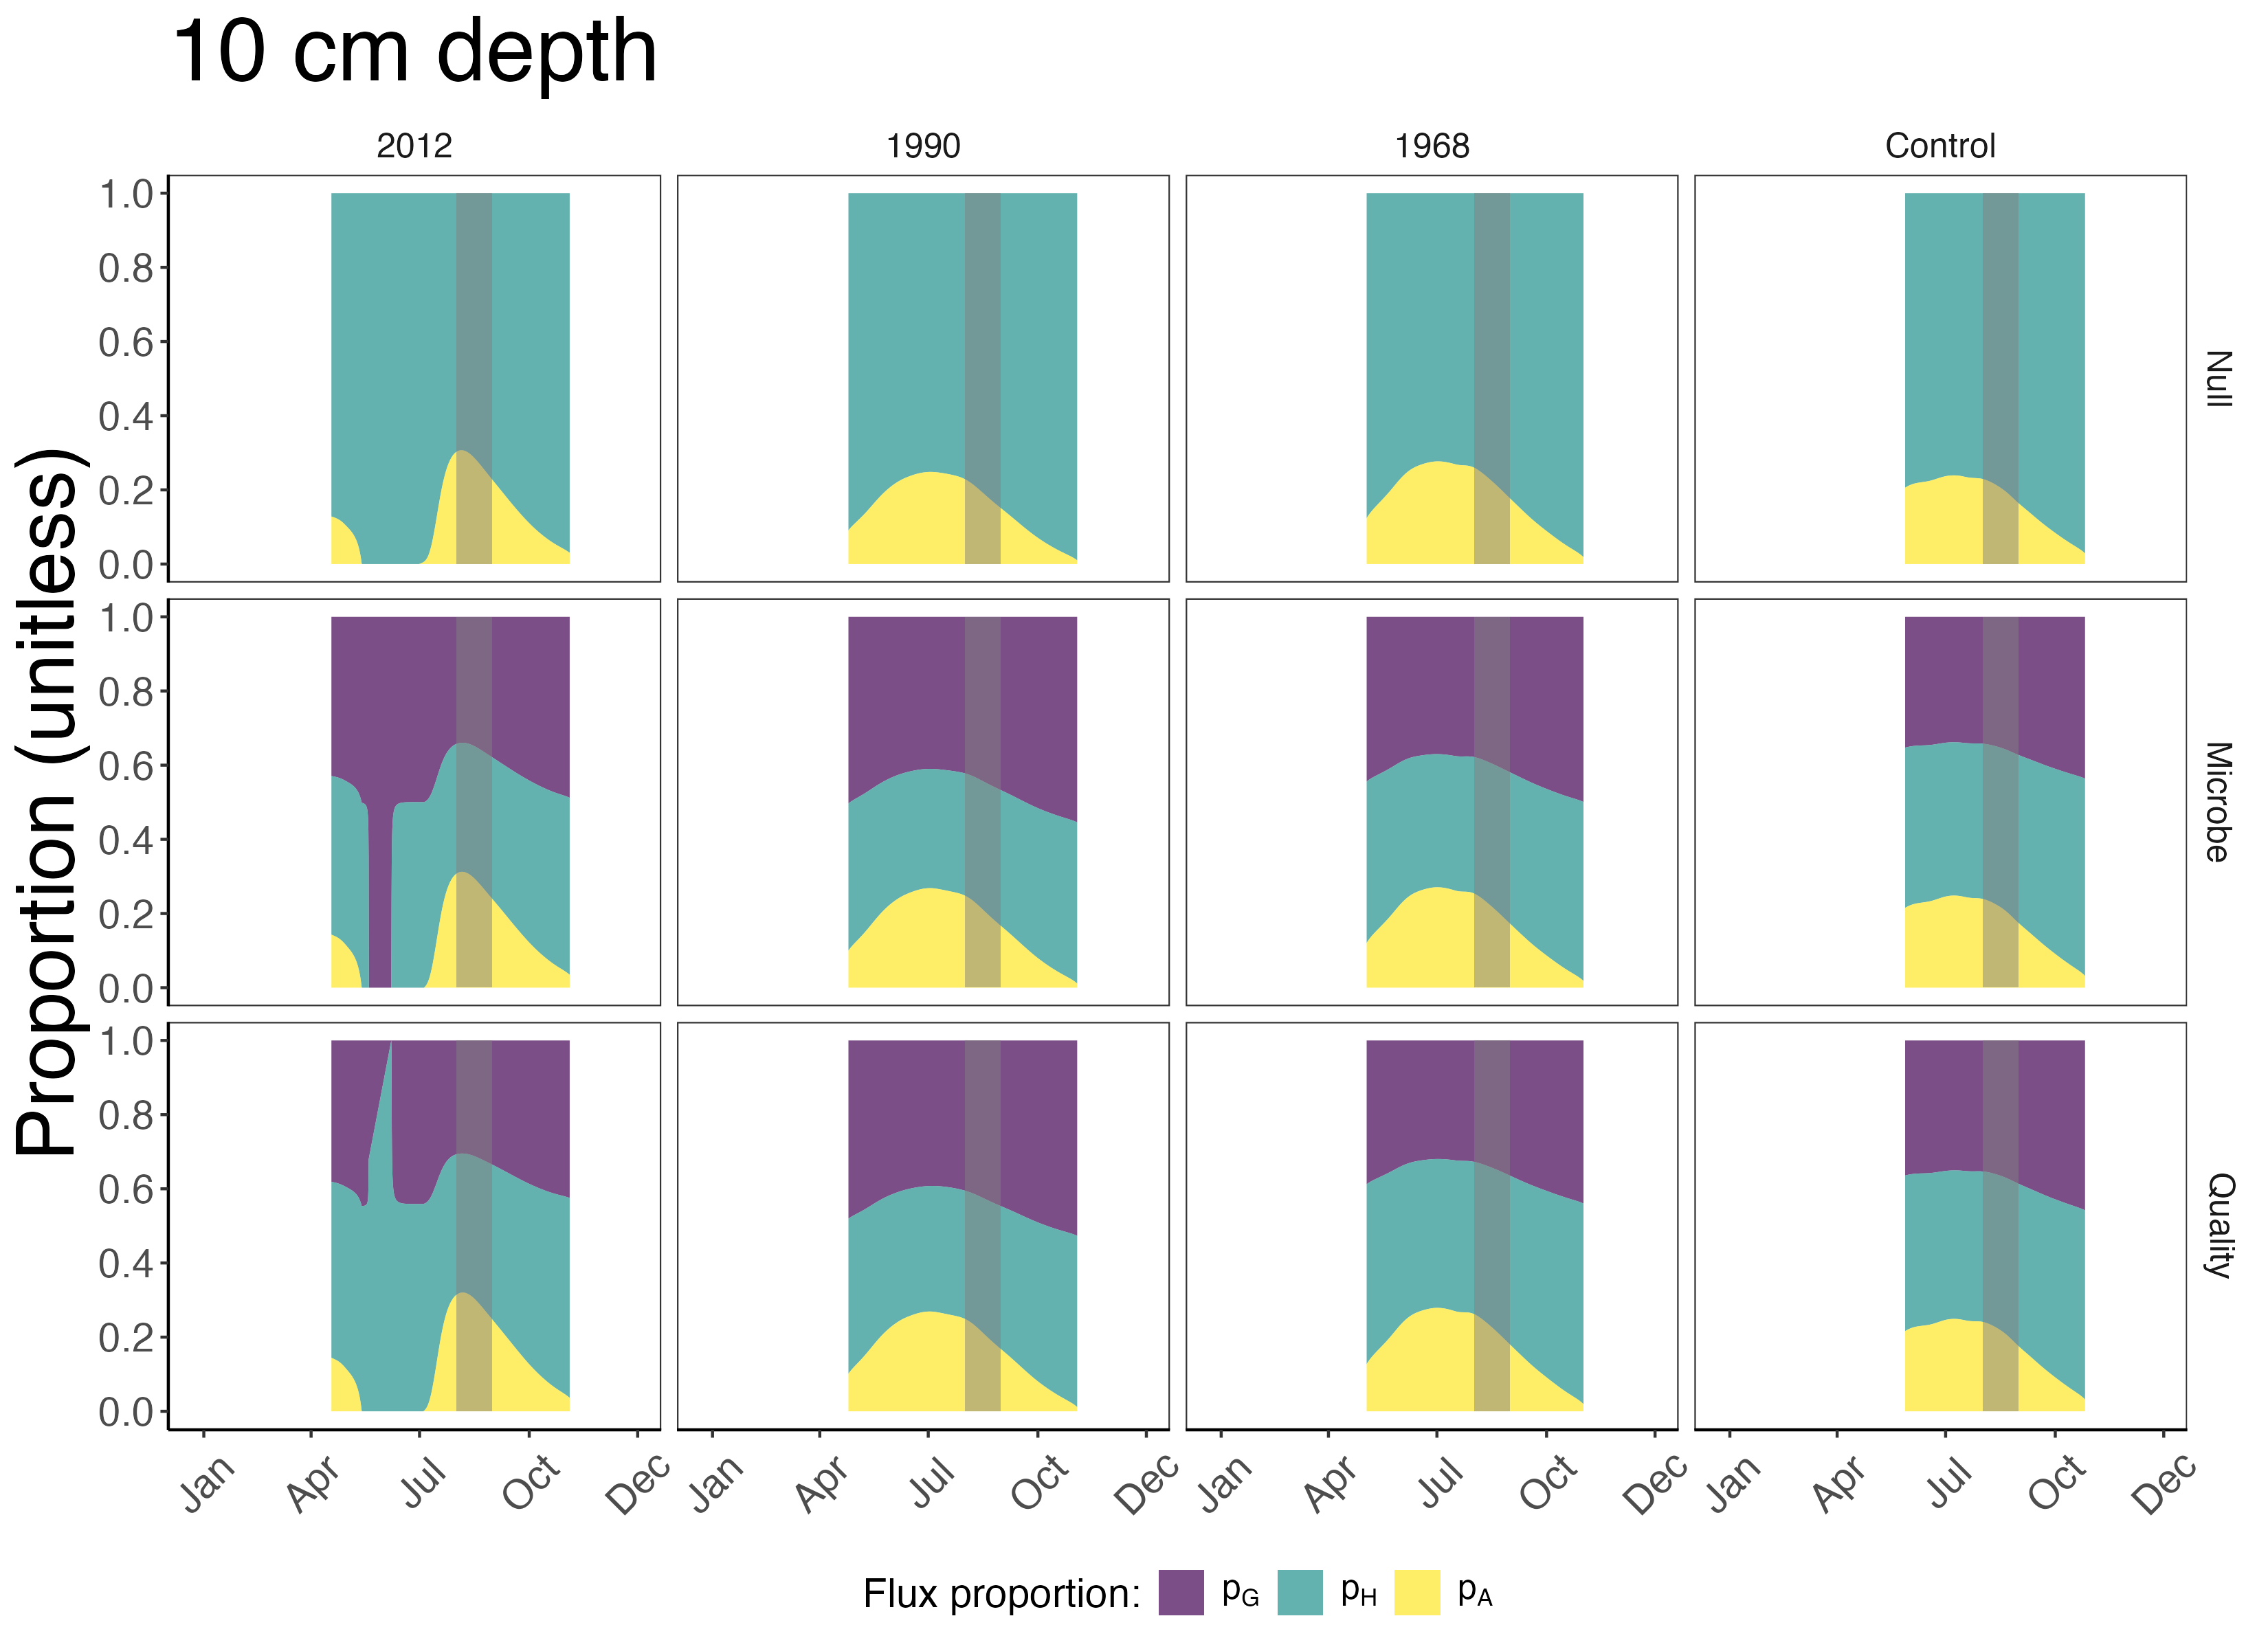 10 cm depth
2012 1990 1968 Control
Proportion (unitless)
1.0
0.8
0.6
0.4
0.2
0.0
Null
1.0
0.8
0.6
0.4
0.2
0.0
Microbe
1.0
0.8
0.6
0.4
0.2
0.0
Quality
Jan Apr Jul Oct Dec Jan Apr Jul Oct Dec Jan Apr Jul Oct Dec Jan Apr Jul Oct Dec
Flux proportion: pG pH pA